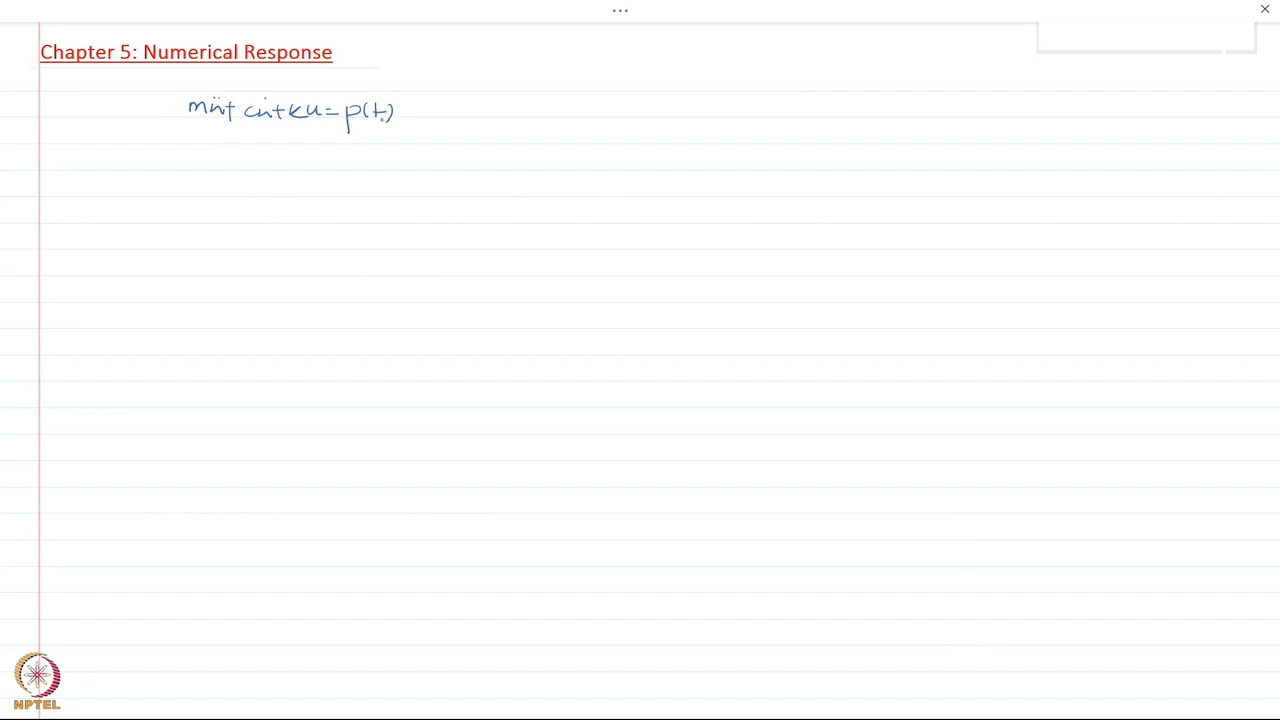 Chapter 5: Numerical Response
mü + cu̇ + ku = p(t)
NPTEL